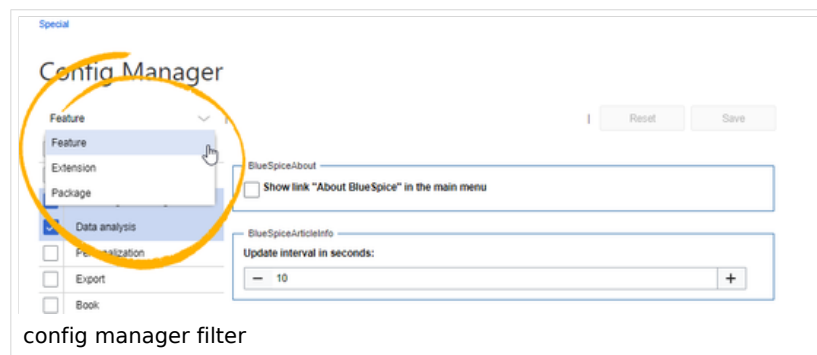 Special
Config Manager
Feature
Reset Save
Feature
Extension
Package
Data analysis
Personalization
Export
Book
BlueSpiceAbout
Show link "About BlueSpice" in the main menu
BlueSpiceArticleInfo
Update interval in seconds:
10
config manager filter